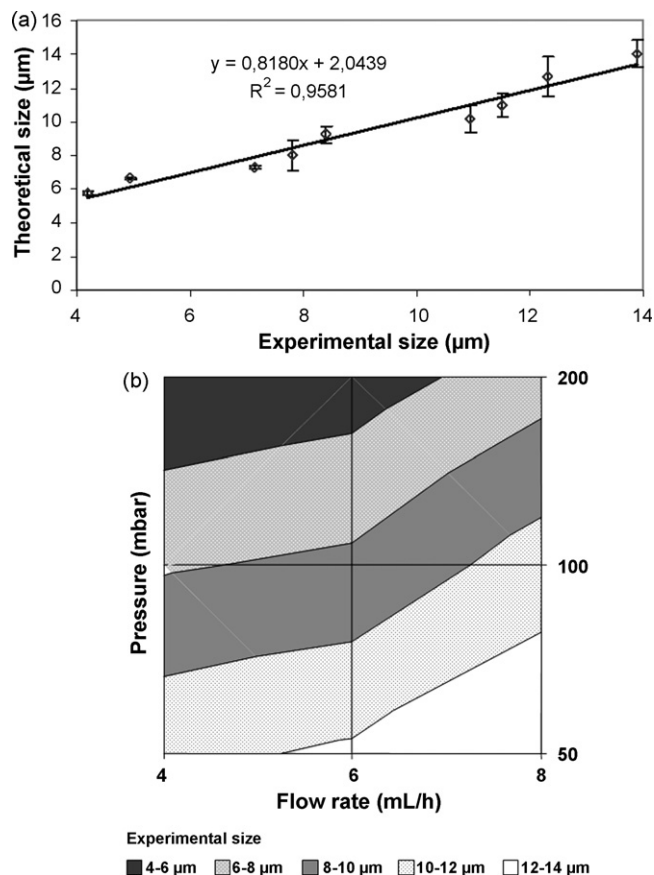 (a)
16
14
12
10
8
6
4
2
0
y = 0,8180x + 2,0439
R² = 0,9581
Theoretical size (µm)
4 6 8 10 12 14
Experimental size (µm)
(b)
200
100
50
Pressure (mbar)
4 6 8
Flow rate (mL/h)
Experimental size
4-6 µm 6-8 µm 8-10 µm 10-12 µm 12-14 µm